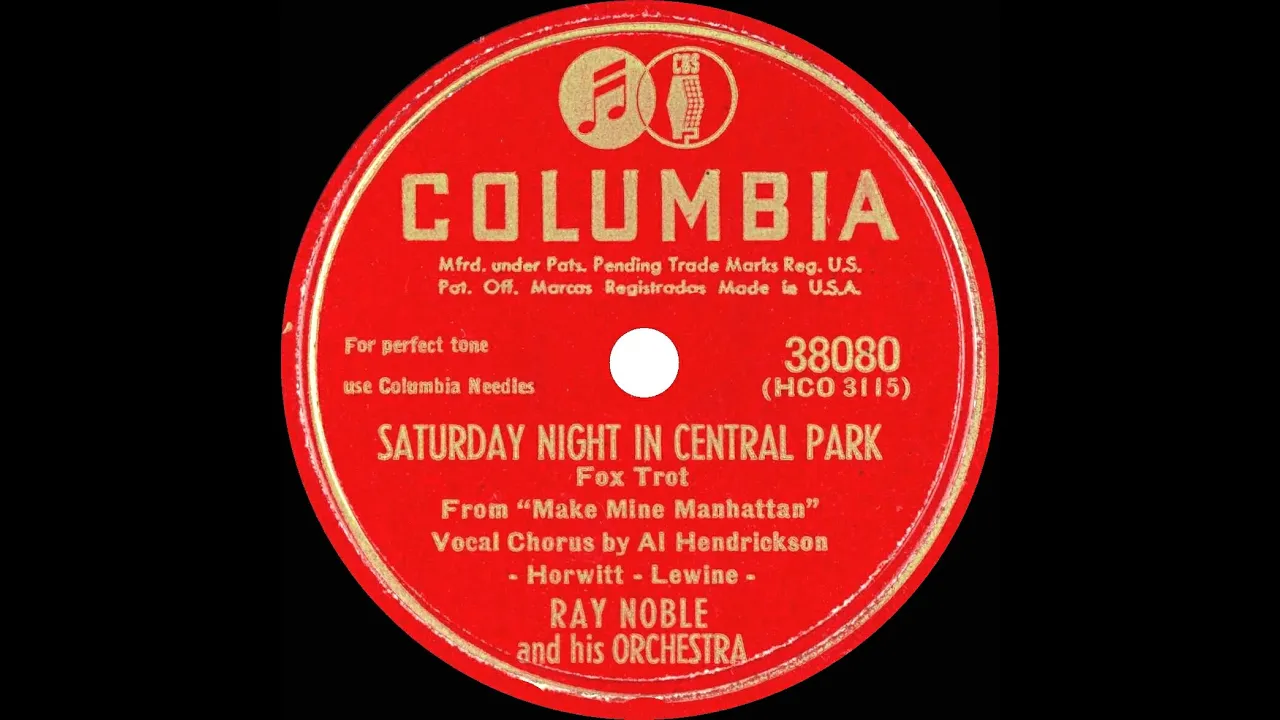 CBS
COLUMBIA
Mfrd. under Pats. Pending Trade Marks Reg. U.S.
Pat. Off. Marcas Registradas Made in U.S.A.
For perfect tone
use Columbia Needles
38080
(HCO 3115)
SATURDAY NIGHT IN CENTRAL PARK
Fox Trot
From “Make Mine Manhattan”
Vocal Chorus by Al Hendrickson
- Horwitt - Lewine -
RAY NOBLE
and his ORCHESTRA